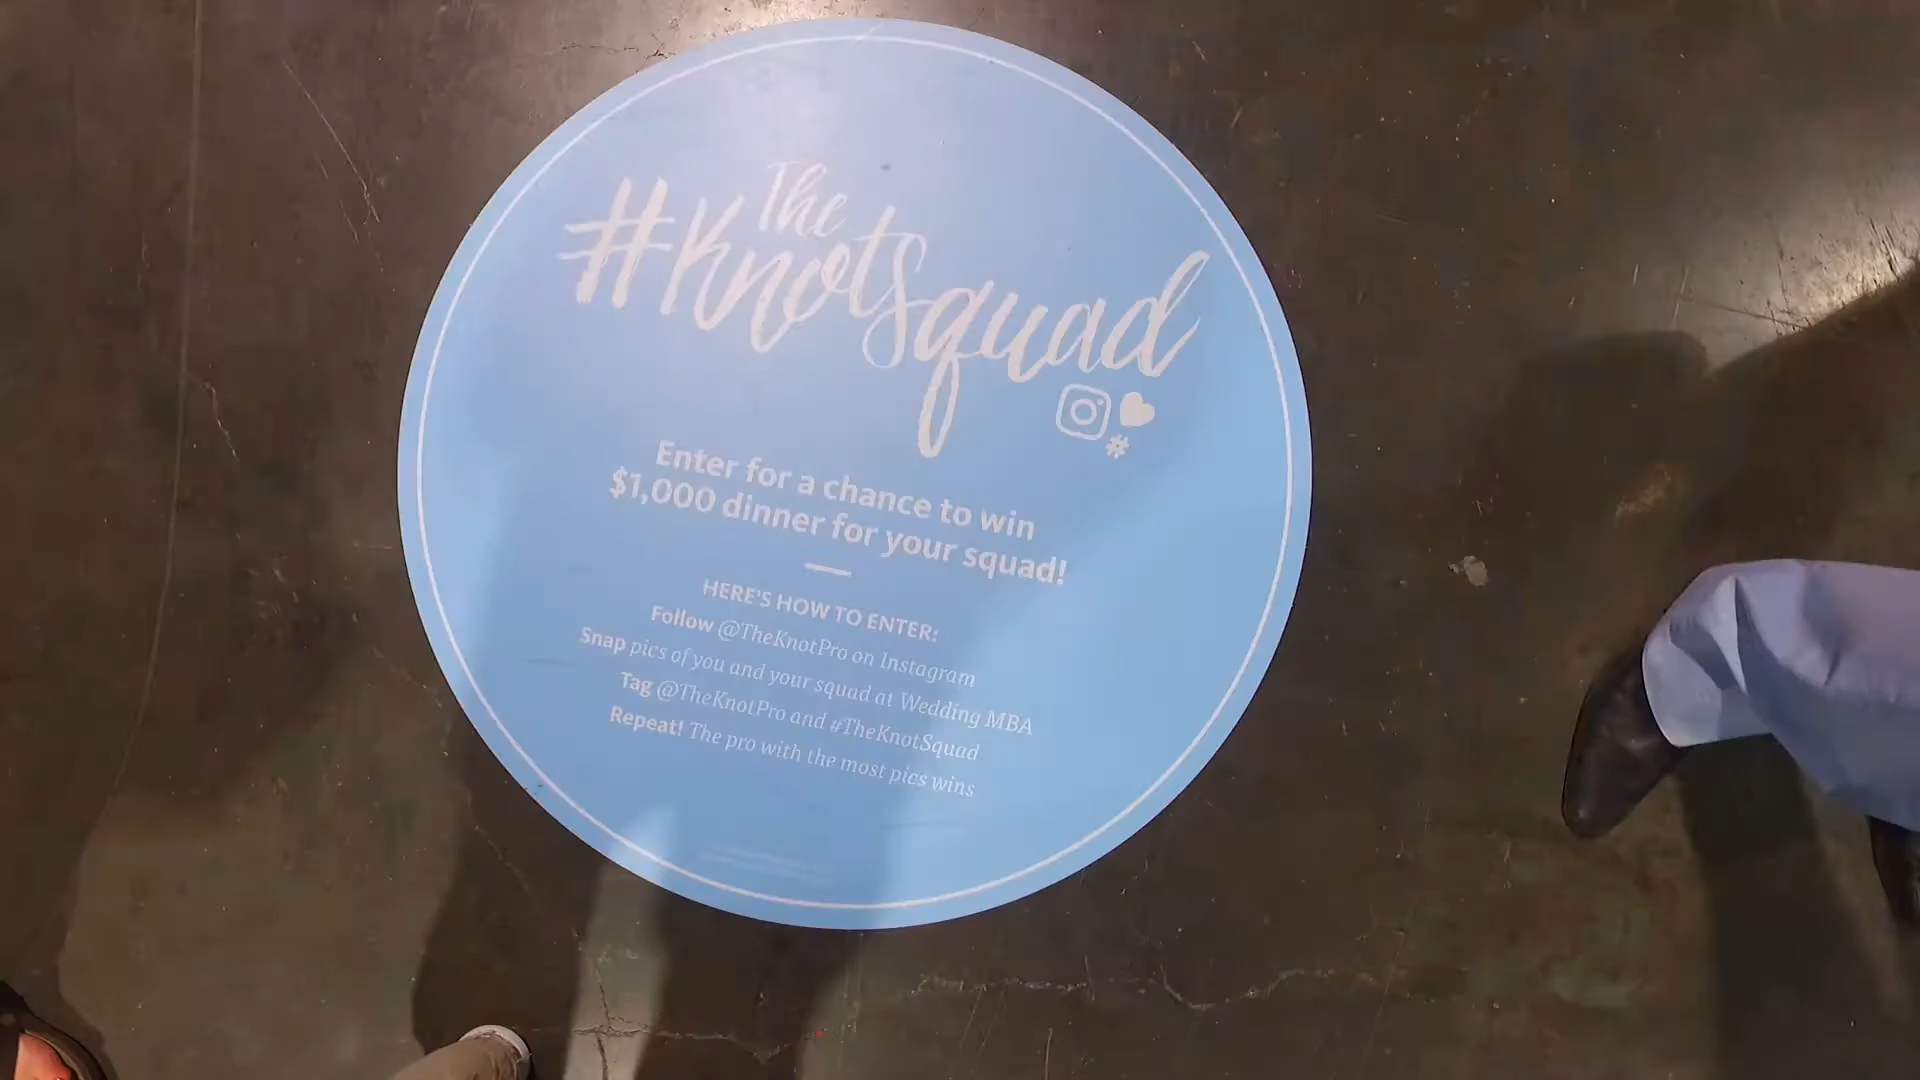 The
#KnotSquad
#
Enter for a chance to win
$1,000 dinner for your squad!
HERE'S HOW TO ENTER:
Follow @TheKnotPro on Instagram
Snap pics of you and your squad at Wedding MBA
Tag @TheKnotPro and #TheKnotSquad
Repeat! The pro with the most pics wins